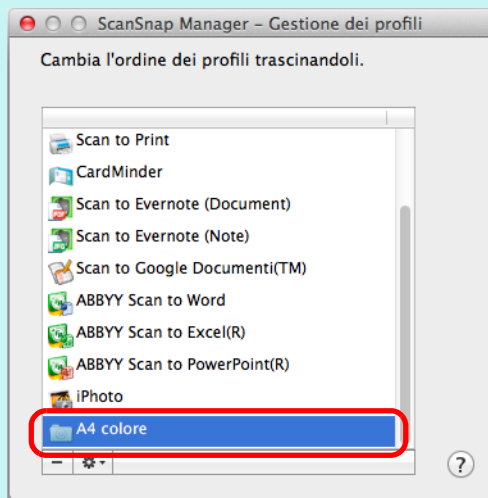 ScanSnap Manager – Gestione dei profili
Cambia l'ordine dei profili trascinandoli.
Scan to Print
CardMinder
Scan to Evernote (Document)
Scan to Evernote (Note)
Scan to Google Documenti(TM)
ABBYY Scan to Word
ABBYY Scan to Excel(R)
ABBYY Scan to PowerPoint(R)
iPhoto
A4 colore
?